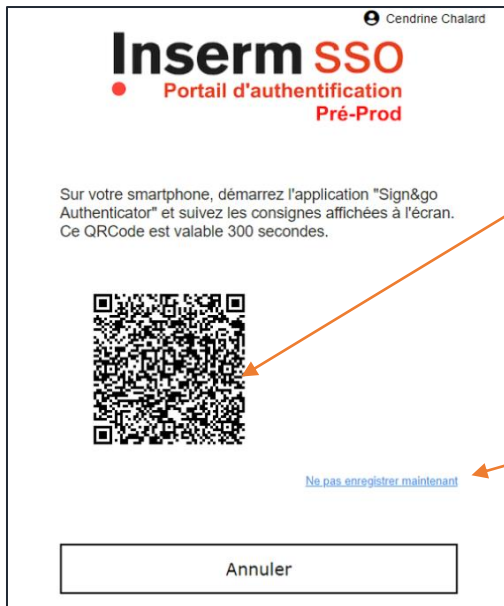 Cendrine Chalard
Inserm SSO
Portail d'authentification
Pré-Prod
Sur votre smartphone, démarrez l'application "Sign&go
Authenticator" et suivez les consignes affichées à l'écran.
Ce QRCode est valable 300 secondes.
Ne pas enregistrer maintenant
Annuler